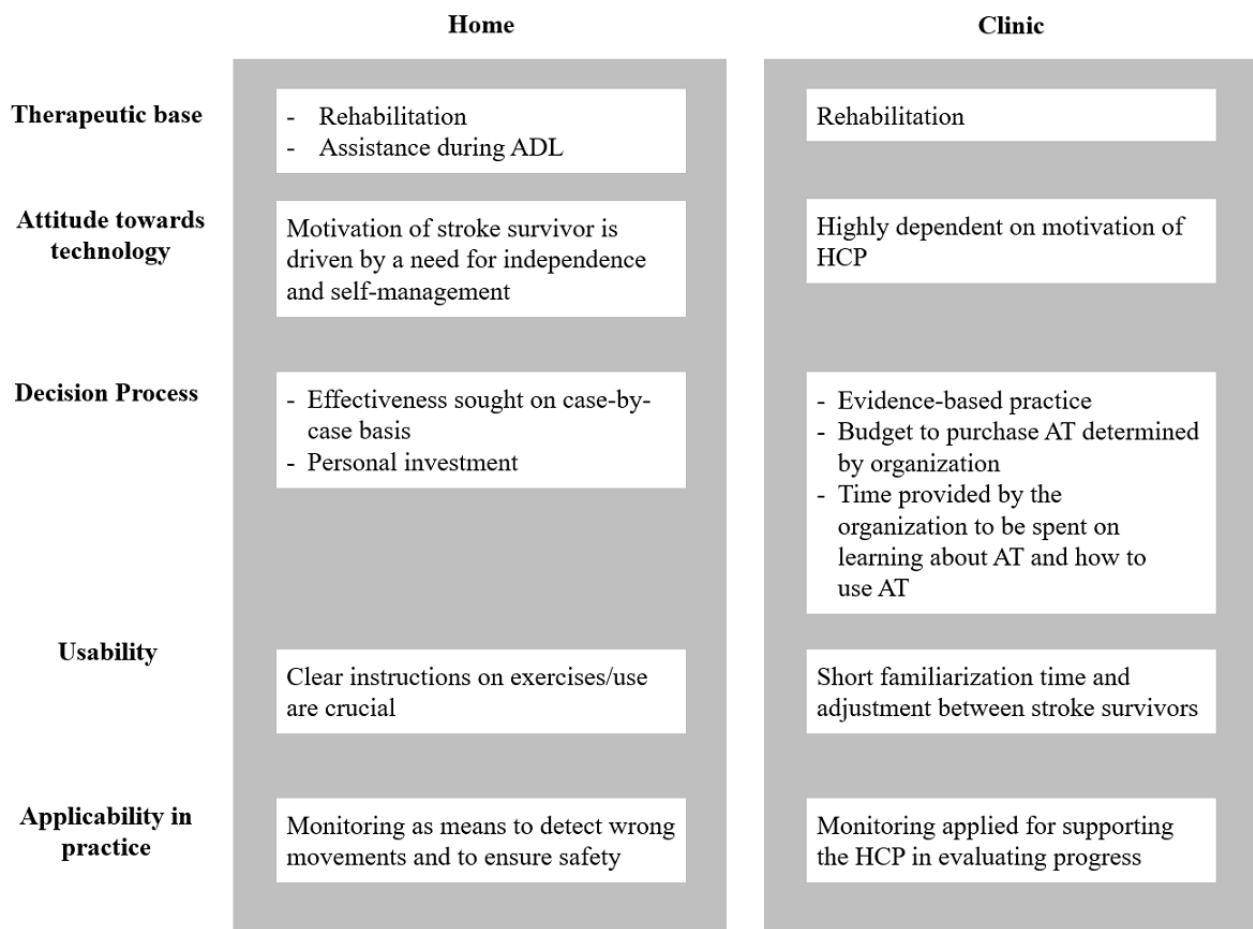 Home
Clinic
Therapeutic base
- Rehabilitation
- Assistance during ADL
Rehabilitation
Attitude towards
technology
Motivation of stroke survivor is
driven by a need for independence
and self-management
Highly dependent on motivation of
HCP
Decision Process
- Effectiveness sought on case-by-
case basis
- Personal investment
- Evidence-based practice
- Budget to purchase AT determined
by organization
- Time provided by the
organization to be spent on
learning about AT and how to
use AT
Usability
Clear instructions on exercises/use
are crucial
Short familiarization time and
adjustment between stroke survivors
Applicability in
practice
Monitoring as means to detect wrong
movements and to ensure safety
Monitoring applied for supporting
the HCP in evaluating progress